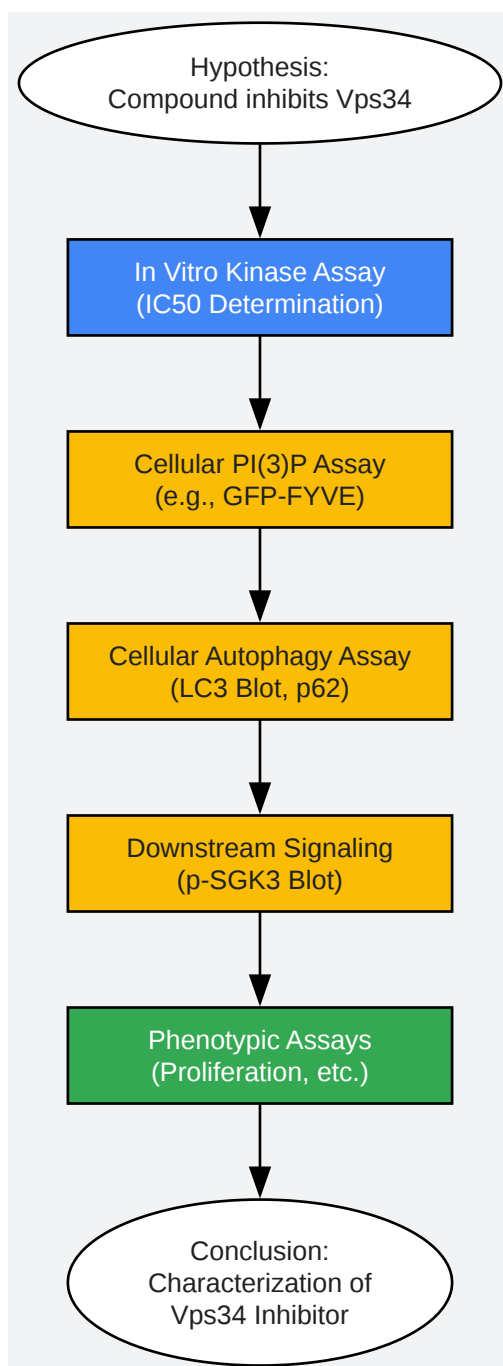 Hypothesis:
Compound inhibits Vps34
In Vitro Kinase Assay
(IC50 Determination)
Cellular PI(3)P Assay
(e.g., GFP-FYVE)
Cellular Autophagy Assay
(LC3 Blot, p62)
Downstream Signaling
(p-SGK3 Blot)
Phenotypic Assays
(Proliferation, etc.)
Conclusion:
Characterization of
Vps34 Inhibitor